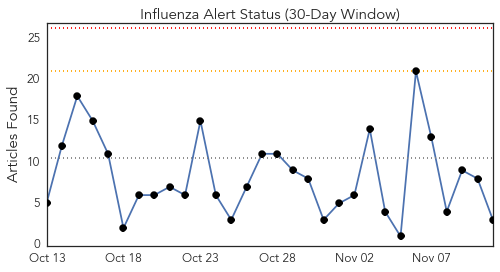 Influenza Alert Status (30-Day Window)
Articles Found
25
20
15
10
5
0
Oct 13
Oct 18
Oct 23
Oct 28
Nov 02
Nov 07